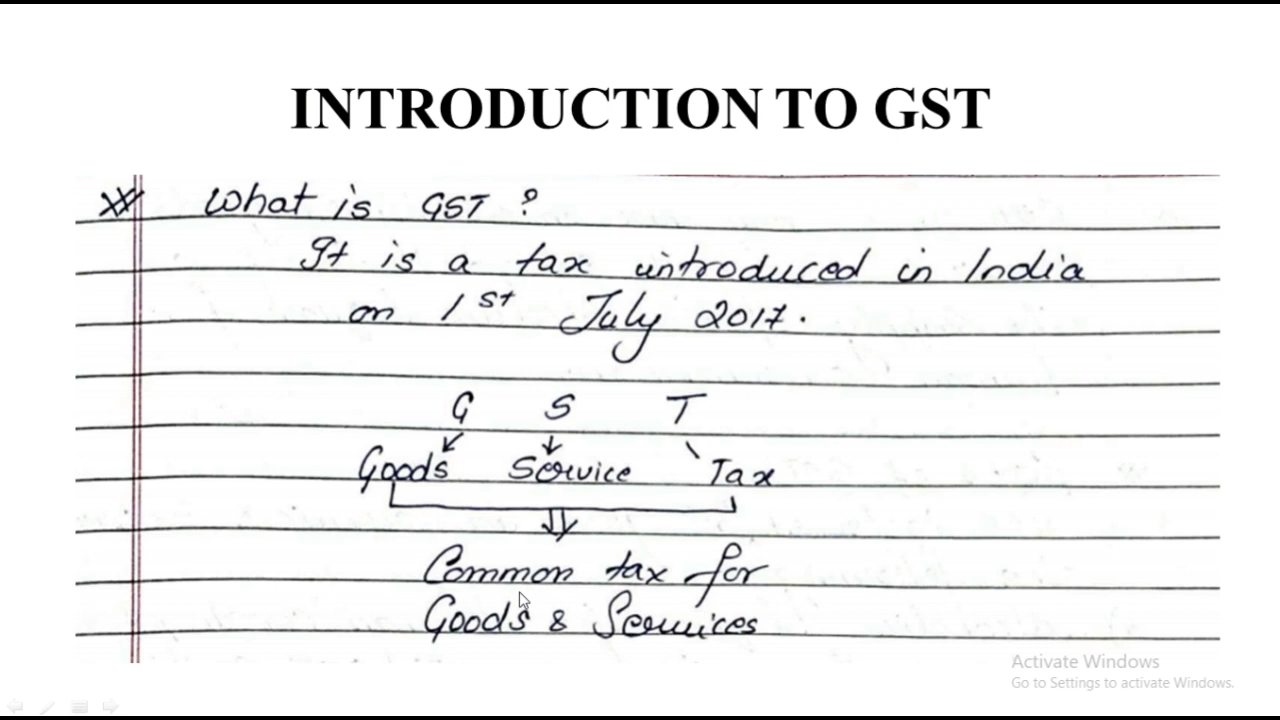 INTRODUCTION TO GST
What is GST ?
It is a tax introduced in India
on 1st July 2017.
G S T
Goods Service Tax
Common tax for
Goods & Services
Activate Windows
Go to Settings to activate Windows.